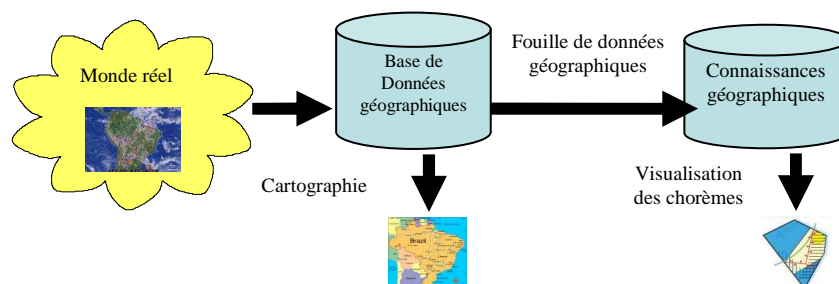 Monde réel
Base de
Données
géographiques
Fouille de données
géographiques
Connaissances
géographiques
Cartographie
Visualisation
des chorèmes
Brazil